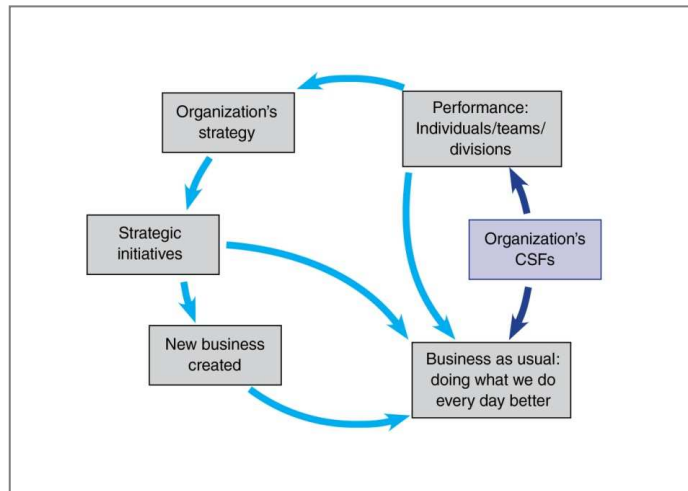 Organization's
strategy
Performance:
Individuals/teams/
divisions
Strategic
initiatives
Organization's
CSFs
New business
created
Business as usual:
doing what we do
every day better